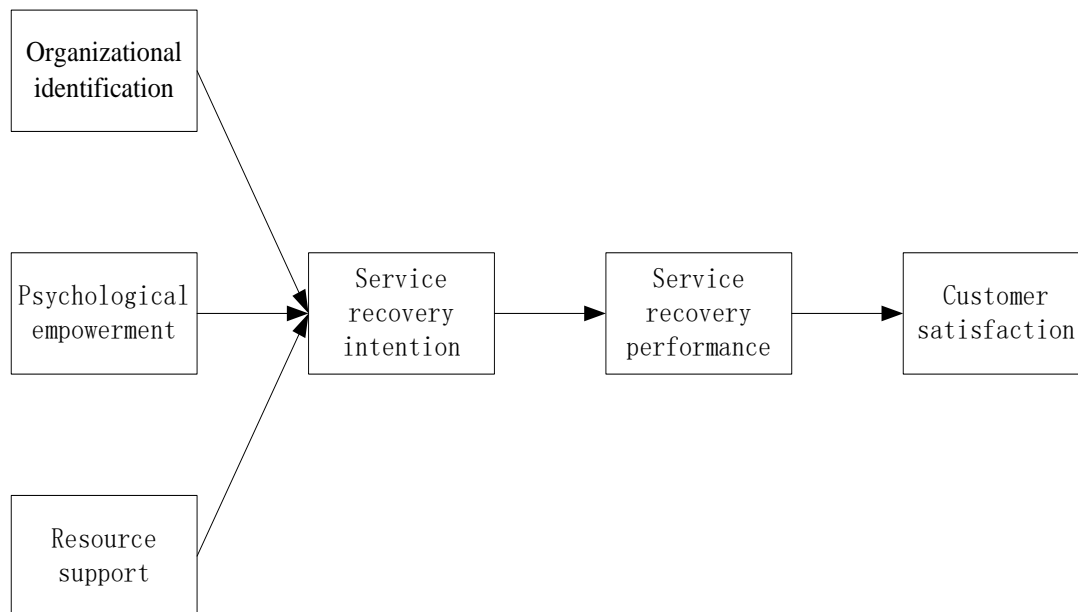 Organizational
identification
Psychological
empowerment
Resource
support
Service
recovery
intention
Service
recovery
performance
Customer
satisfaction